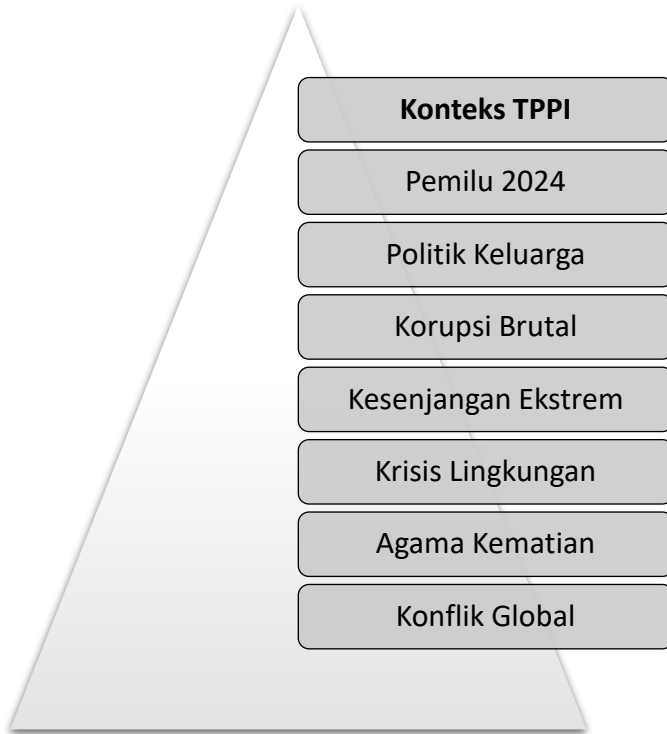 Konteks TPPI
Pemilu 2024
Politik Keluarga
Korupsi Brutal
Kesenjangan Ekstrem
Krisis Lingkungan
Agama Kematian
Konflik Global